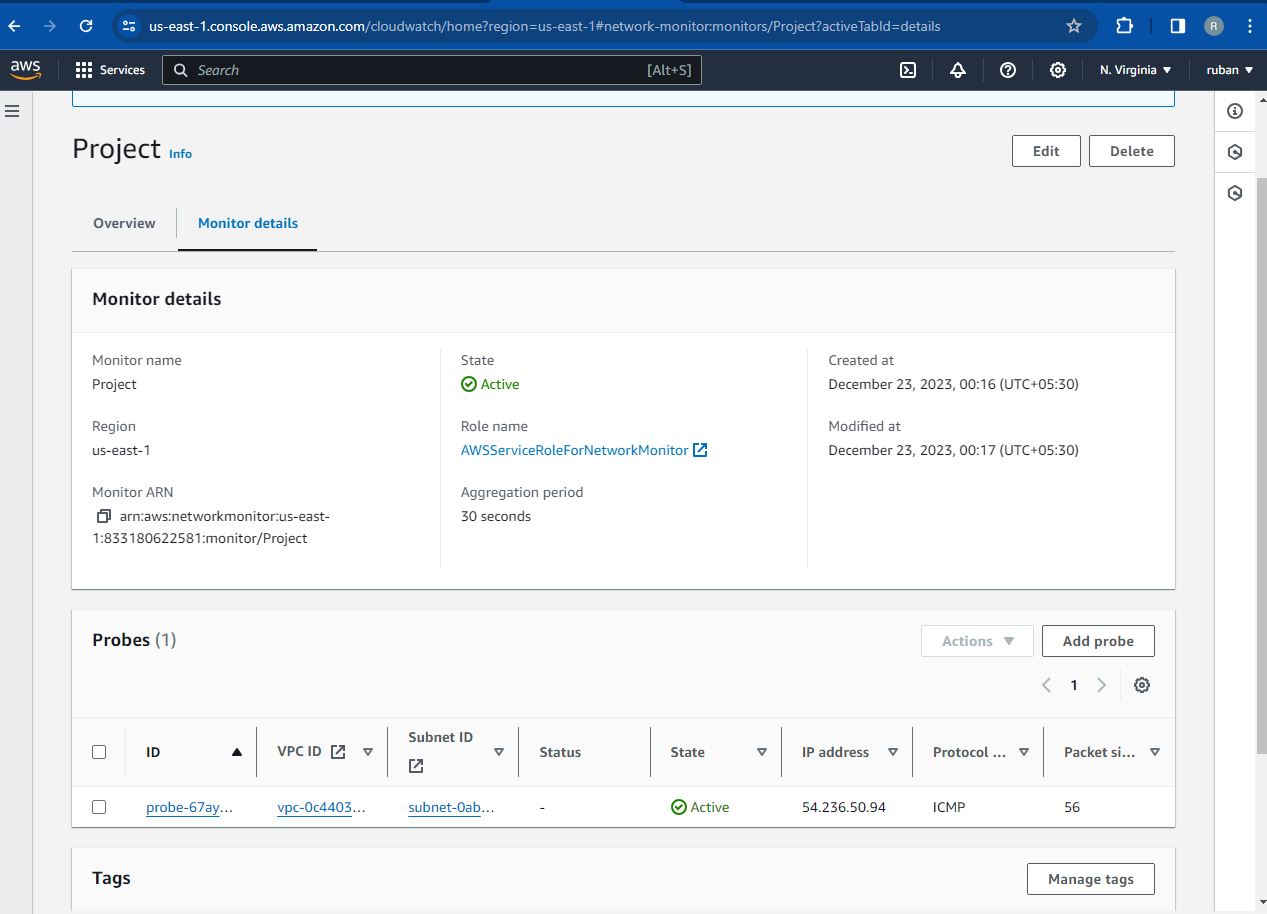 us-east-1.console.aws.amazon.com/cloudwatch/home?region=us-east-1#network-monitor:monitors/Project?activeTabId=details
R
aws
Services
Search
[Alt+S]
N. Virginia
ruban
Project
Info
Edit
Delete
Overview
Monitor details
Monitor details
Monitor name
Project
Region
us-east-1
Monitor ARN
arn:aws:networkmonitor:us-east-
1:833180622581:monitor/Project
State
Active
Role name
AWSServiceRoleForNetworkMonitor
Aggregation period
30 seconds
Created at
December 23, 2023, 00:16 (UTC+05:30)
Modified at
December 23, 2023, 00:17 (UTC+05:30)
Probes (1)
Actions
Add probe
1
ID
VPC ID
Subnet ID
Status
State
IP address
Protocol ...
Packet si...
probe-67ay...
vpc-0c4403...
subnet-0ab...
-
Active
54.236.50.94
ICMP
56
Tags
Manage tags